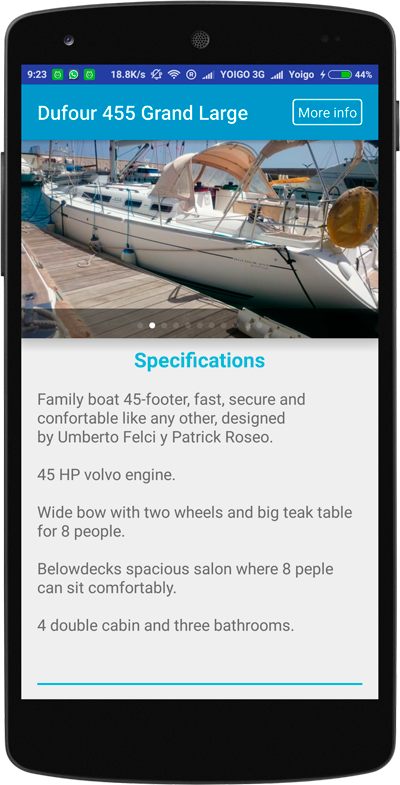 9:23 18.8K/s R YOIGO 3G Yoigo 44%
Dufour 455 Grand Large
More info
Specifications
Family boat 45-footer, fast, secure and
confortable like any other, designed
by Umberto Felci y Patrick Roseo.
45 HP volvo engine.
Wide bow with two wheels and big teak table
for 8 people.
Belowdecks spacious salon where 8 peple
can sit comfortably.
4 double cabin and three bathrooms.